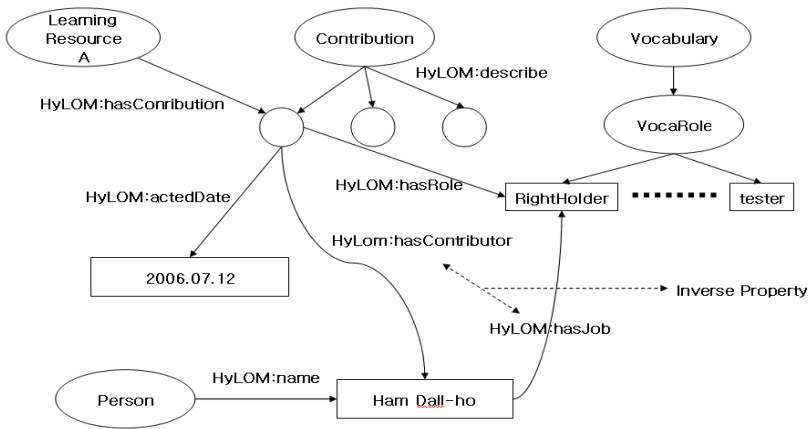 Learning
Resource
A
Contribution
Vocabulary
HyLOM:describe
HyLOM:hasConribution
VocaRole
HyLOM:hasRole
HyLOM:actedDate
RightHolder
tester
HyLom:hasContributor
2006.07.12
Inverse Property
HyLOM:hasJob
HyLOM:name
Person
Ham Dall-ho